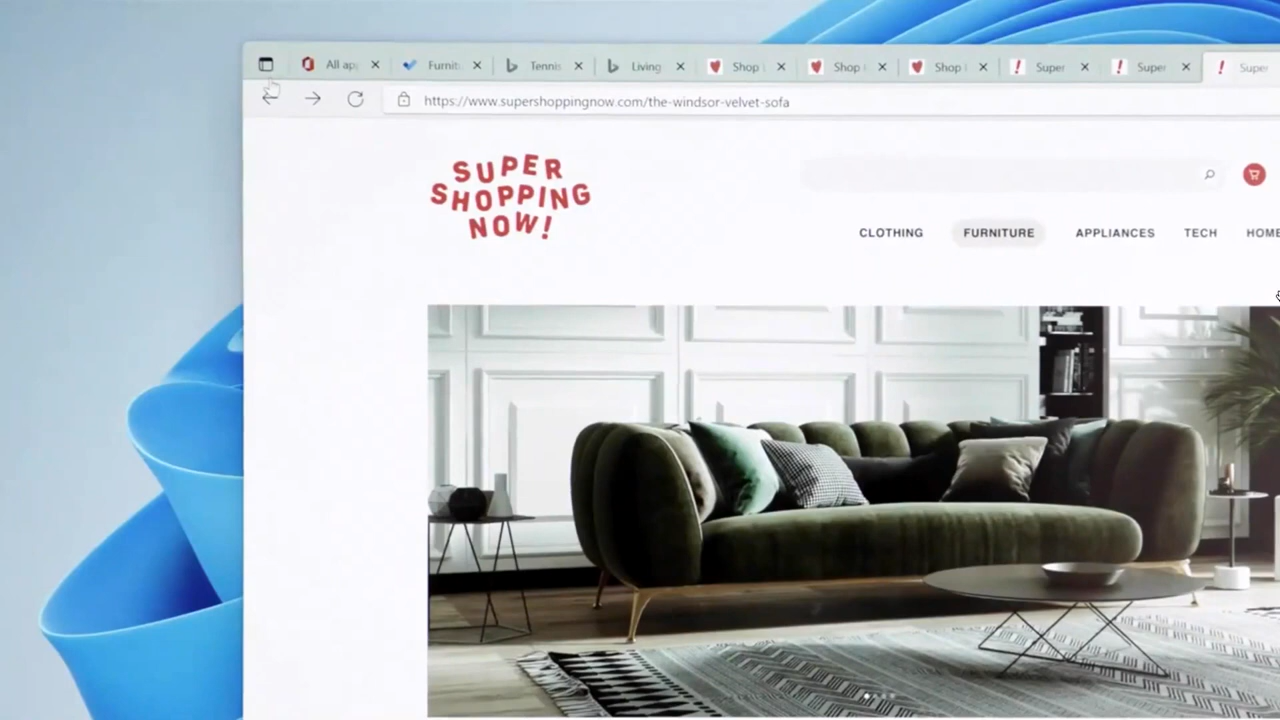 All ap
Furnit
Tennis
Living
Shop
Shop
Shop
Super
Super
Super
https://www.supershoppingnow.com/the-windsor-velvet-sofa
SUPER
SHOPPING
NOW!
CLOTHING FURNITURE APPLIANCES TECH HOME